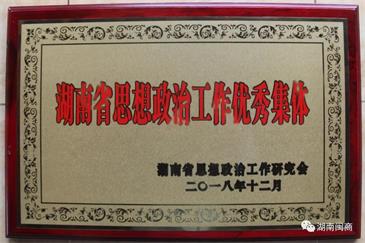 湖南省思想政治工作优秀集体
湖南省思想政治工作研究会
二〇一八年十二月
湖南闽商